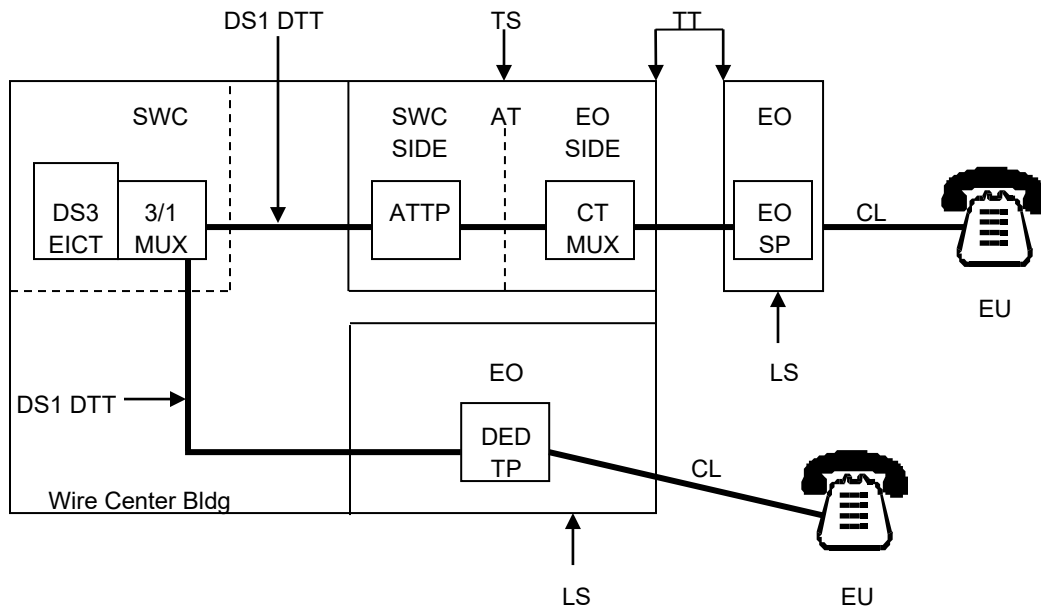 DS1 DTT TS TT
SWC SWC AT EO EO
SIDE SIDE
DS3 3/1 ATTP CT EO CL
EICT MUX MUX SP
EU
LS
EO
DS1 DTT
DED
TP
CL
Wire Center Bldg
LS EU